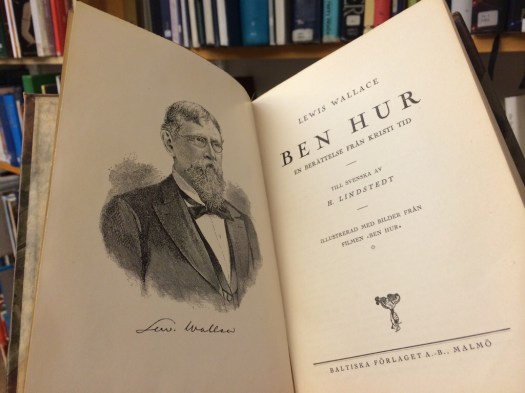 Lew. Wallace
LEWIS WALLACE
BEN HUR
EN BERÄTTELSE FRÅN KRISTI TID
TILL SVENSKA AV
H. LINDSTEDT
ILLUSTRERAD MED BILDER FRÅN
FILMEN »BEN HUR»
BALTISKA FÖRLAGET A.-B., MALMÖ